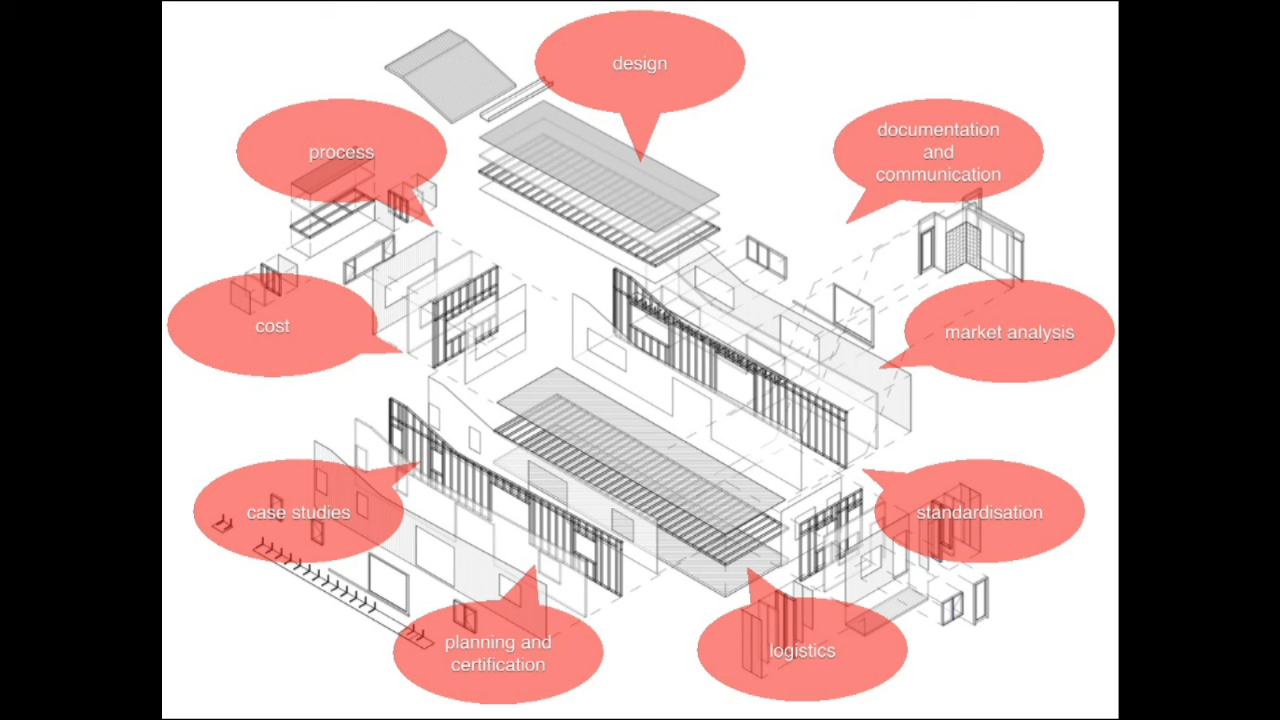 design
process
documentation
and
communication
cost
market analysis
case studies
standardisation
planning and
certification
logistics